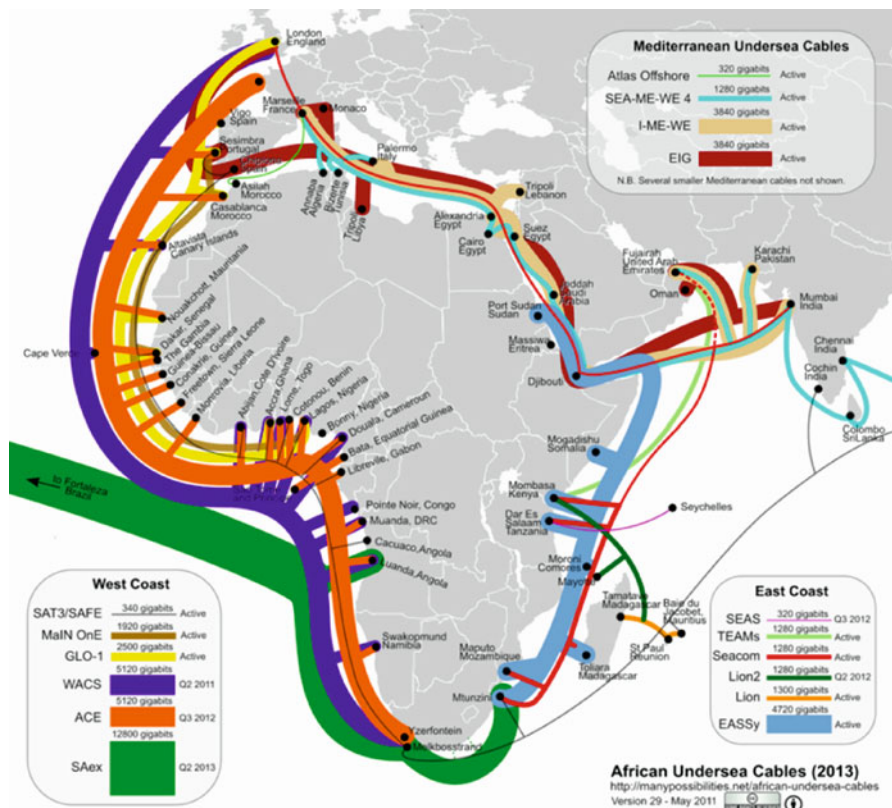 London
England
Mediterranean Undersea Cables
Atlas Offshore
320 gigabits
Active
SEA-ME-WE 4
1280 gigabits
Active
I-ME-WE
3840 gigabits
Active
EIG
3840 gigabits
Active
N.B. Several smaller Mediterranean cables not shown.
Marseille
France
Monaco
Vigo
Spain
Sesimbra
Portugal
Chipiona
Spain
Asilah
Morocco
Casablanca
Morocco
Annaba
Algeria
Bizerte
Tunisia
Palermo
Italy
Tripoli
Libya
Tripoli
Lebanon
Alexandria
Egypt
Cairo
Egypt
Suez
Egypt
Jeddah
Saudi
Arabia
Fujairah
United Arab
Emirates
Oman
Karachi
Pakistan
Mumbai
India
Chennai
India
Cochin
India
Colombo
SriLanka
Altavista
Canary Islands
Nouakchott, Mauritania
Cape Verde
Dakar, Senegal
The Gambia
Guinea-Bissau
Conakrie, Guinea
Freetown, Sierra Leone
Monrovia, Liberia
Abijan,Cote D'Ivoire
Accra,Ghana
Lome, Togo
Cotonou, Benin
Lagos, Nigeria
Bonny, Nigeria
Douala, Cameroun
Bata, Equatorial Guinea
Libreville, Gabon
Port Sudan
Sudan
Massiwa
Eritrea
Djibouti
Mogadishu
Somalia
Mombasa
Kenya
Dar Es
Salaam
Tanzania
Seychelles
to Fortaleza
Brazil
Pointe Noir, Congo
Muanda, DRC
Cacuaco,Angola
Luanda,Angola
Moroni
Comores
Mayotte
Tamatave
Madagascar
Baie du
Jacobet,
Mauritius
St Paul
Reunion
Swakopmund
Namibia
Maputo
Mozambique
Toliara
Madagascar
Mtunzini
Yzerfontein
Melkbosstrand
West Coast
SAT3/SAFE
340 gigabits
Active
MaIN OnE
1920 gigabits
Active
GLO-1
2500 gigabits
Active
WACS
5120 gigabits
Q2 2011
ACE
5120 gigabits
Q3 2012
SAex
12800 gigabits
Q2 2013
East Coast
SEAS
320 gigabits
Q3 2012
TEAMs
1280 gigabits
Active
Seacom
1280 gigabits
Active
Lion2
1280 gigabits
Q2 2012
Lion
1300 gigabits
Active
EASSy
4720 gigabits
Active
African Undersea Cables (2013)
http://manypossibilities.net/african-undersea-cables
Version 29 - May 2011